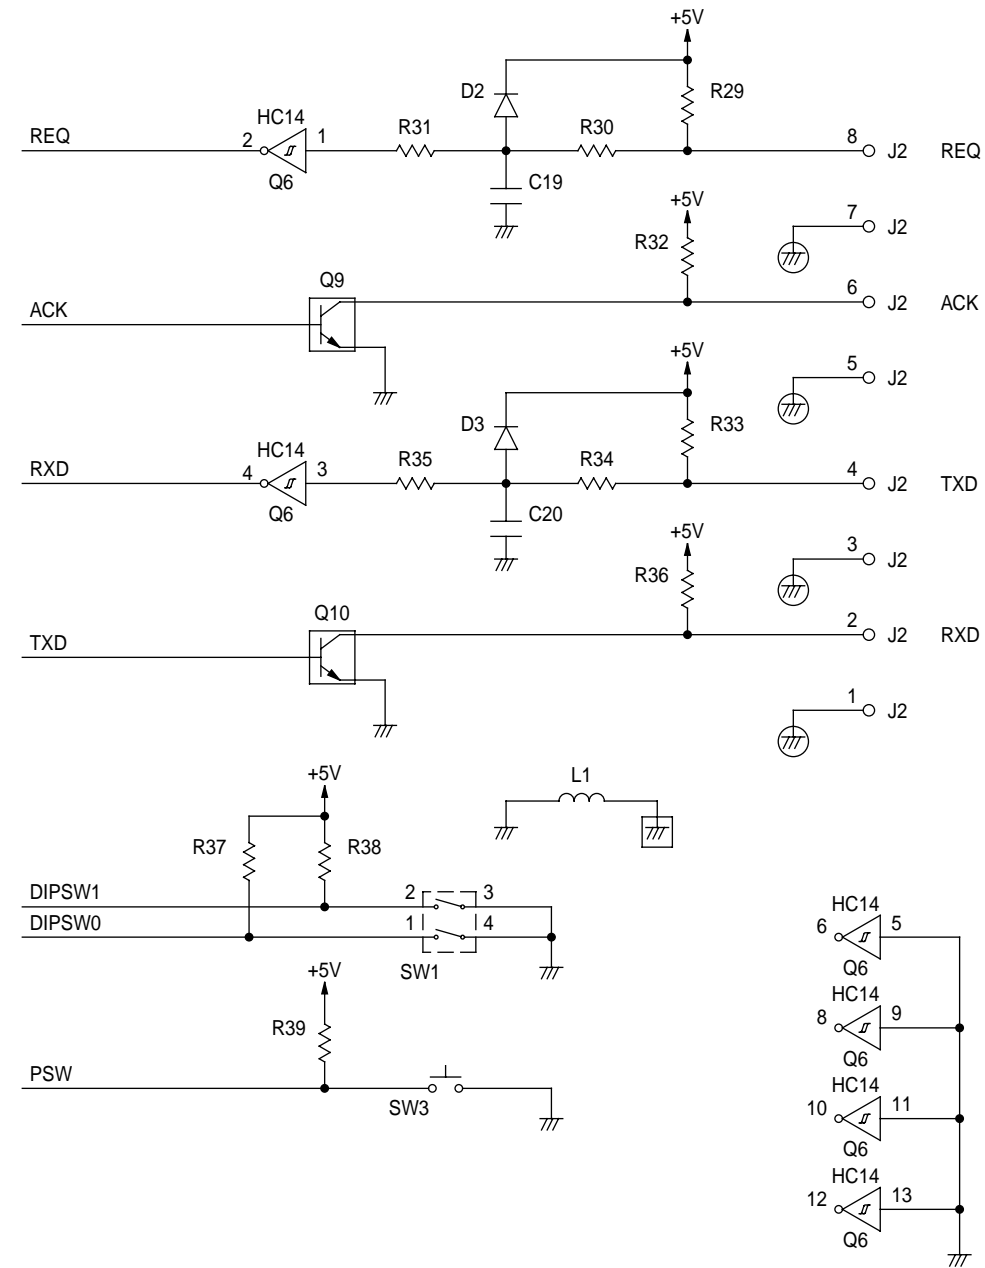 +5V
D2
R29
HC14
REQ
2
1
R31
R30
8
J2
REQ
Q6
C19
+5V
7
J2
R32
Q9
6
ACK
J2
ACK
+5V
5
J2
D3
R33
HC14
RXD
4
3
R35
R34
4
J2
TXD
Q6
C20
+5V
3
J2
R36
Q10
2
TXD
J2
RXD
1
J2
+5V
L1
R37
R38
DIPSW1
2
3
DIPSW0
1
4
SW1
HC14
6
5
Q6
+5V
R39
HC14
8
9
Q6
PSW
SW3
HC14
10
11
Q6
HC14
12
13
Q6